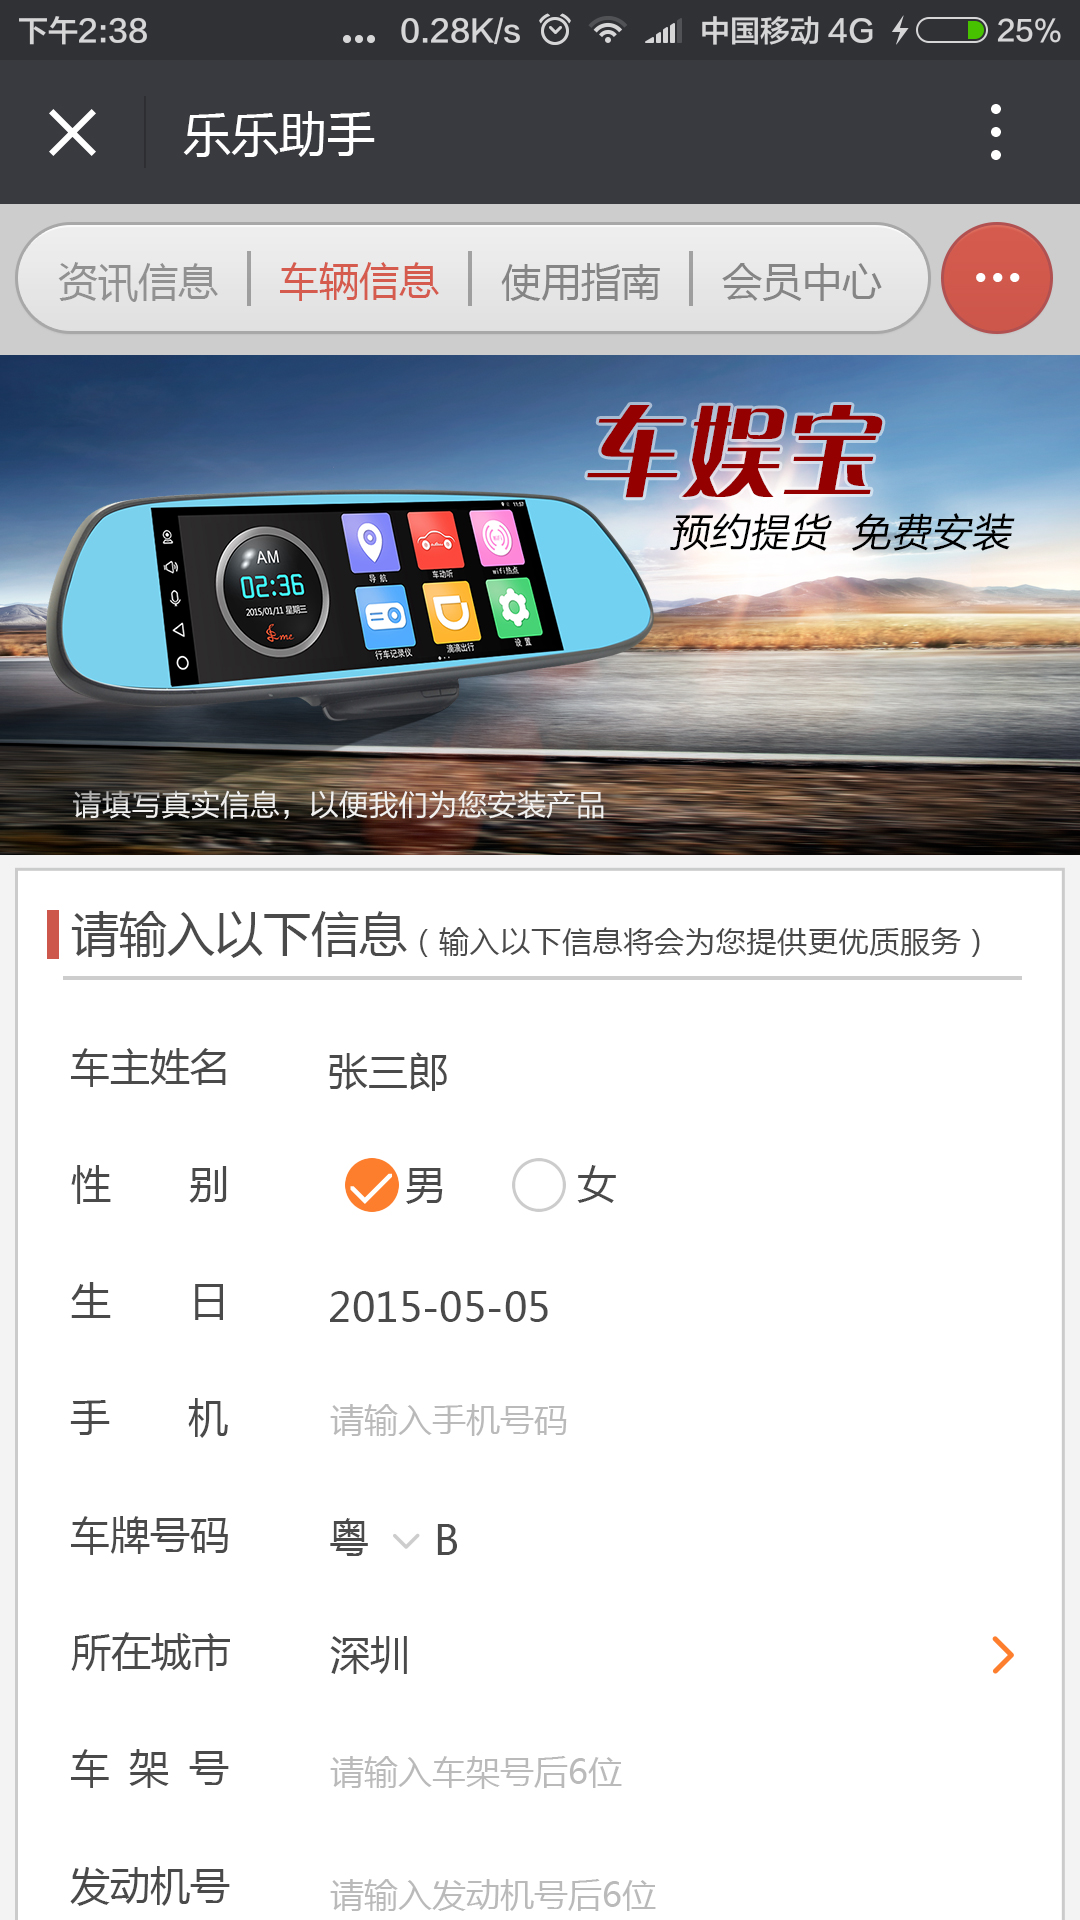 下午2:38 ... 0.28K/s 中国移动 4G 25%
乐乐助手
资讯信息 车辆信息 使用指南 会员中心
车娱宝
预约提货 免费安装
11:57
AM
02:36
2015/01/11 星期三
me
导 航 车动听 wifi热点
行车记录仪 滴滴出行 设 置
请填写真实信息，以便我们为您安装产品
请输入以下信息（输入以下信息将会为您提供更优质服务）
车主姓名 张三郎
性 别 男 女
生 日 2015-05-05
手 机 请输入手机号码
车牌号码 粤 B
所在城市 深圳
车 架 号 请输入车架号后6位
发动机号 请输入发动机号后6位